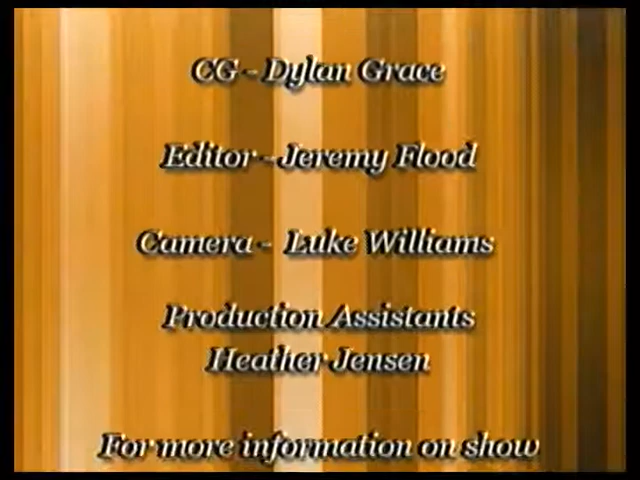 CG - Dylan Grace
Editor - Jeremy Flood
Camera - Luke Williams
Production Assistants
Heather Jensen
For more information on show